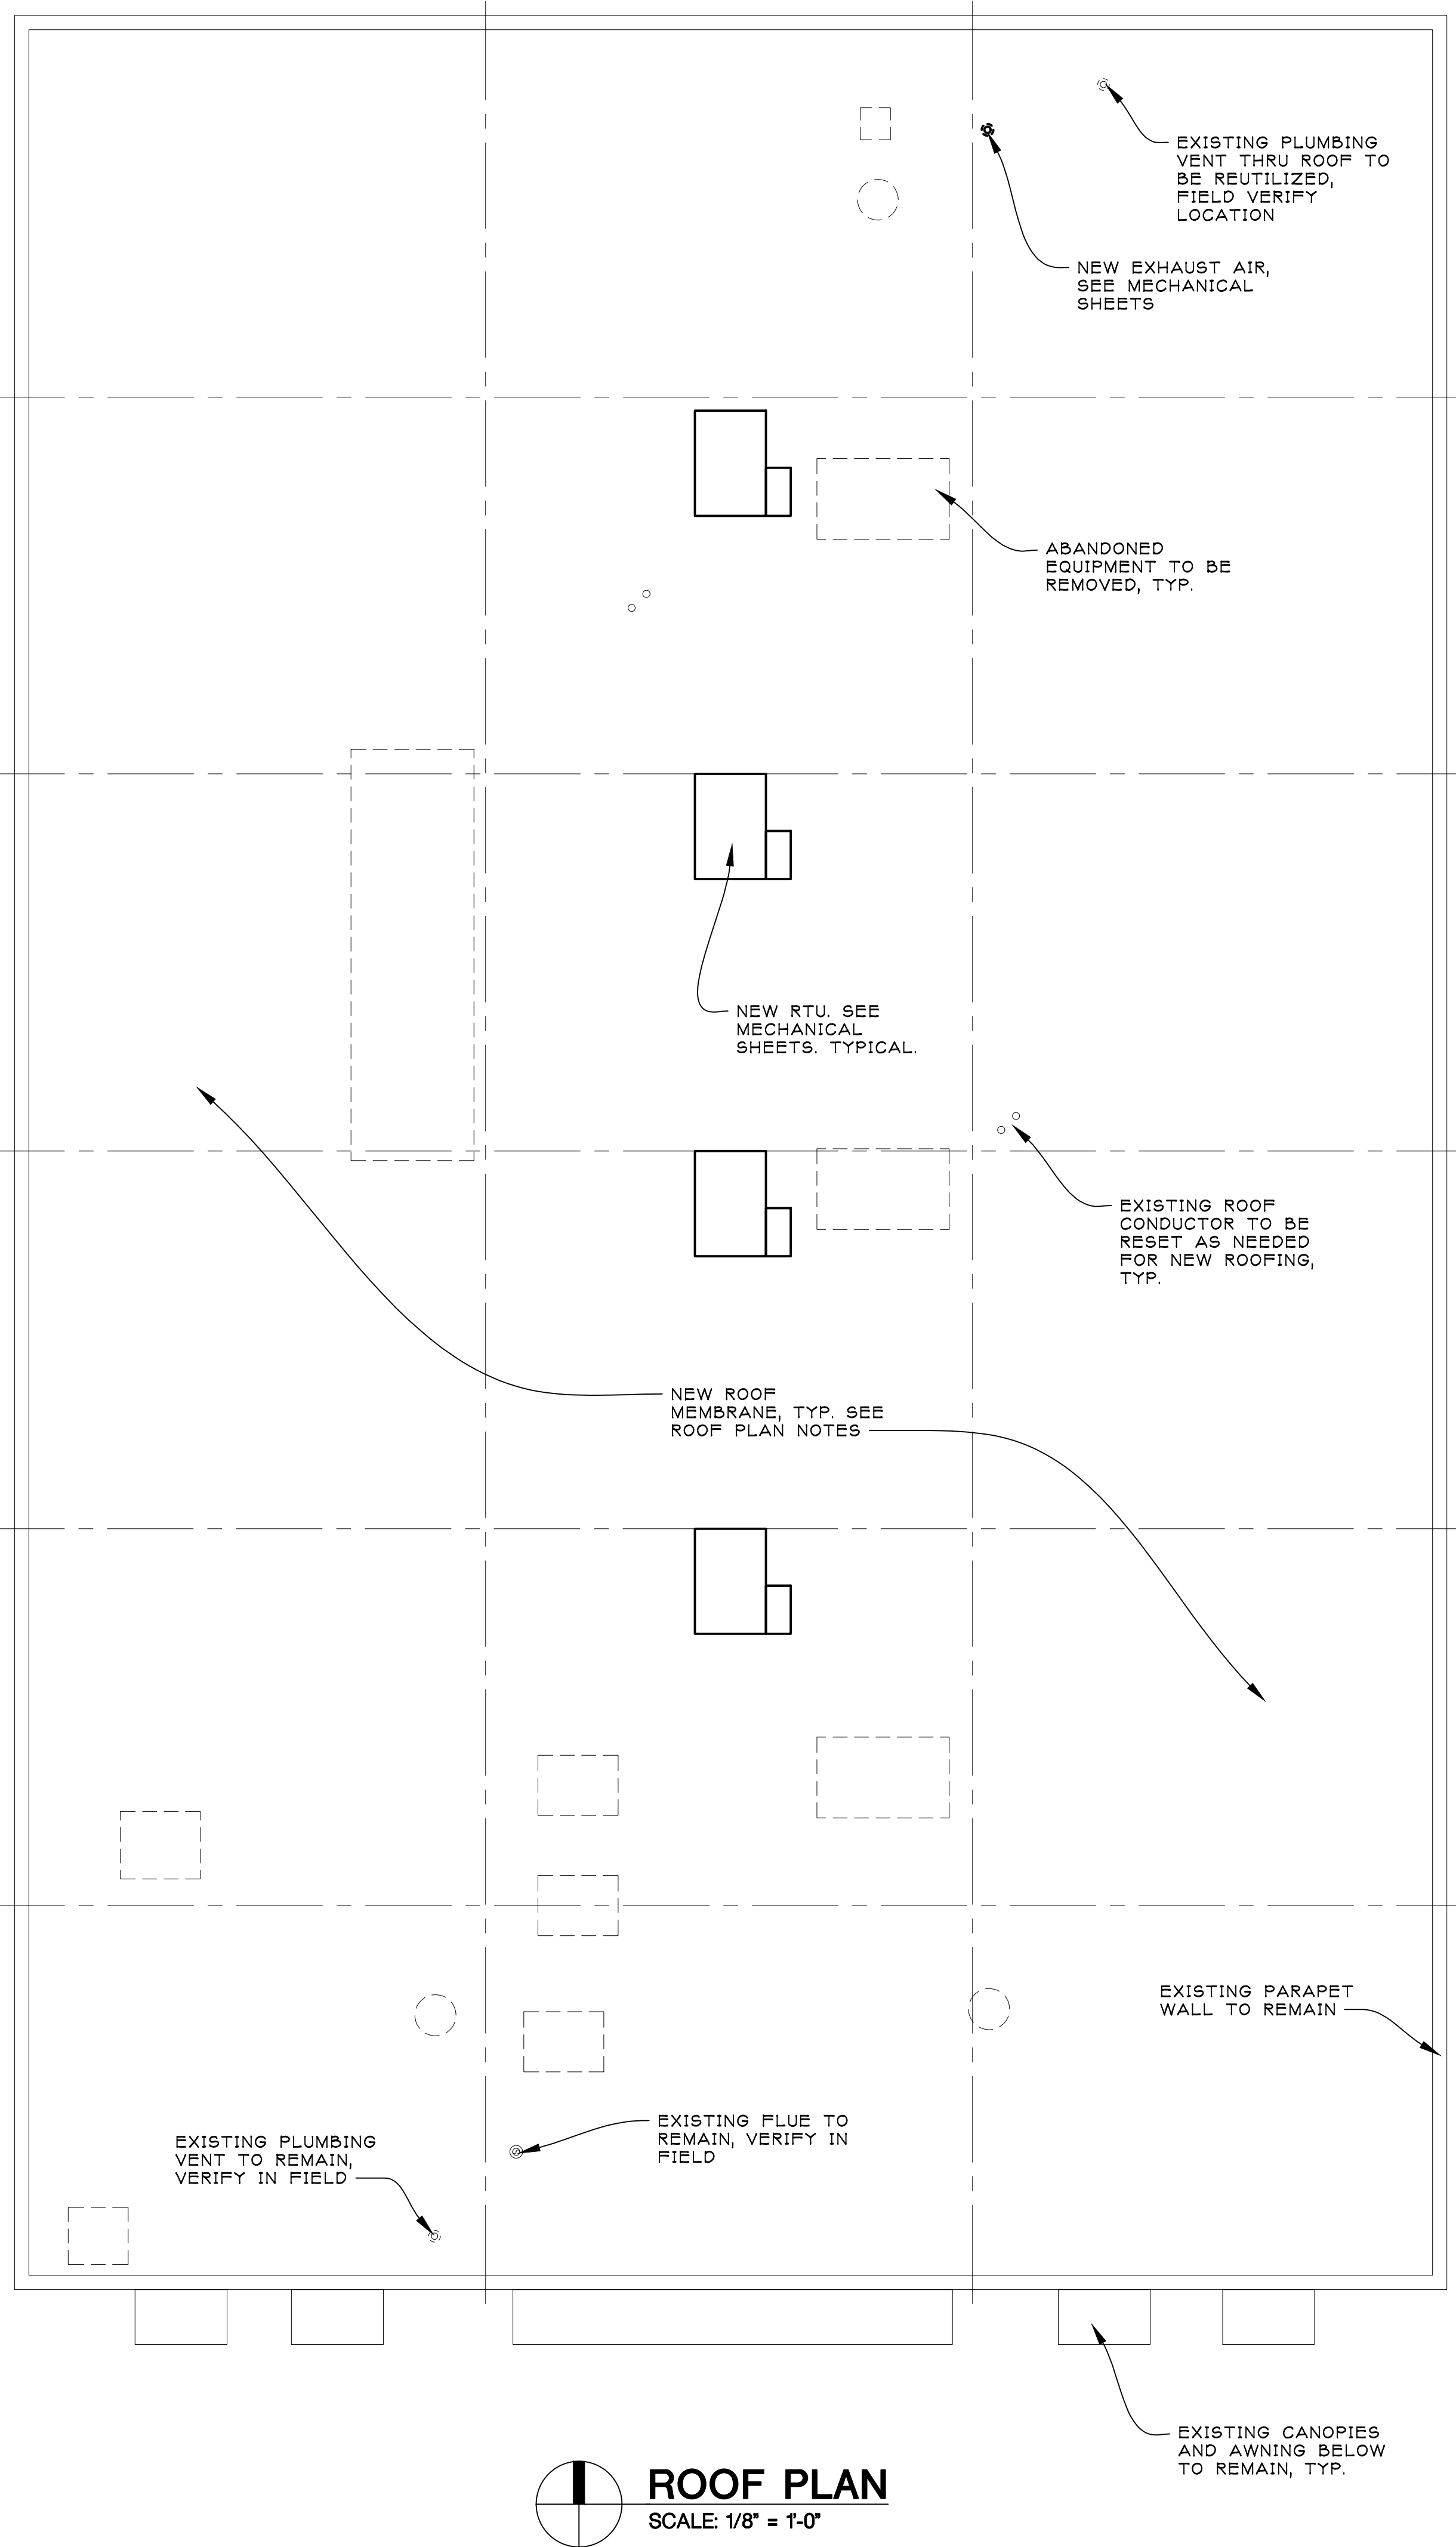 EXISTING PLUMBING
VENT THRU ROOF TO
BE REUTILIZED,
FIELD VERIFY
LOCATION
NEW EXHAUST AIR,
SEE MECHANICAL
SHEETS
ABANDONED
EQUIPMENT TO BE
REMOVED, TYP.
NEW RTU. SEE
MECHANICAL
SHEETS. TYPICAL.
EXISTING ROOF
CONDUCTOR TO BE
RESET AS NEEDED
FOR NEW ROOFING,
TYP.
NEW ROOF
MEMBRANE, TYP. SEE
ROOF PLAN NOTES
EXISTING PARAPET
WALL TO REMAIN
EXISTING FLUE TO
REMAIN, VERIFY IN
FIELD
EXISTING PLUMBING
VENT TO REMAIN,
VERIFY IN FIELD
EXISTING CANOPIES
AND AWNING BELOW
TO REMAIN, TYP.
ROOF PLAN
SCALE: 1/8" = 1'-0"